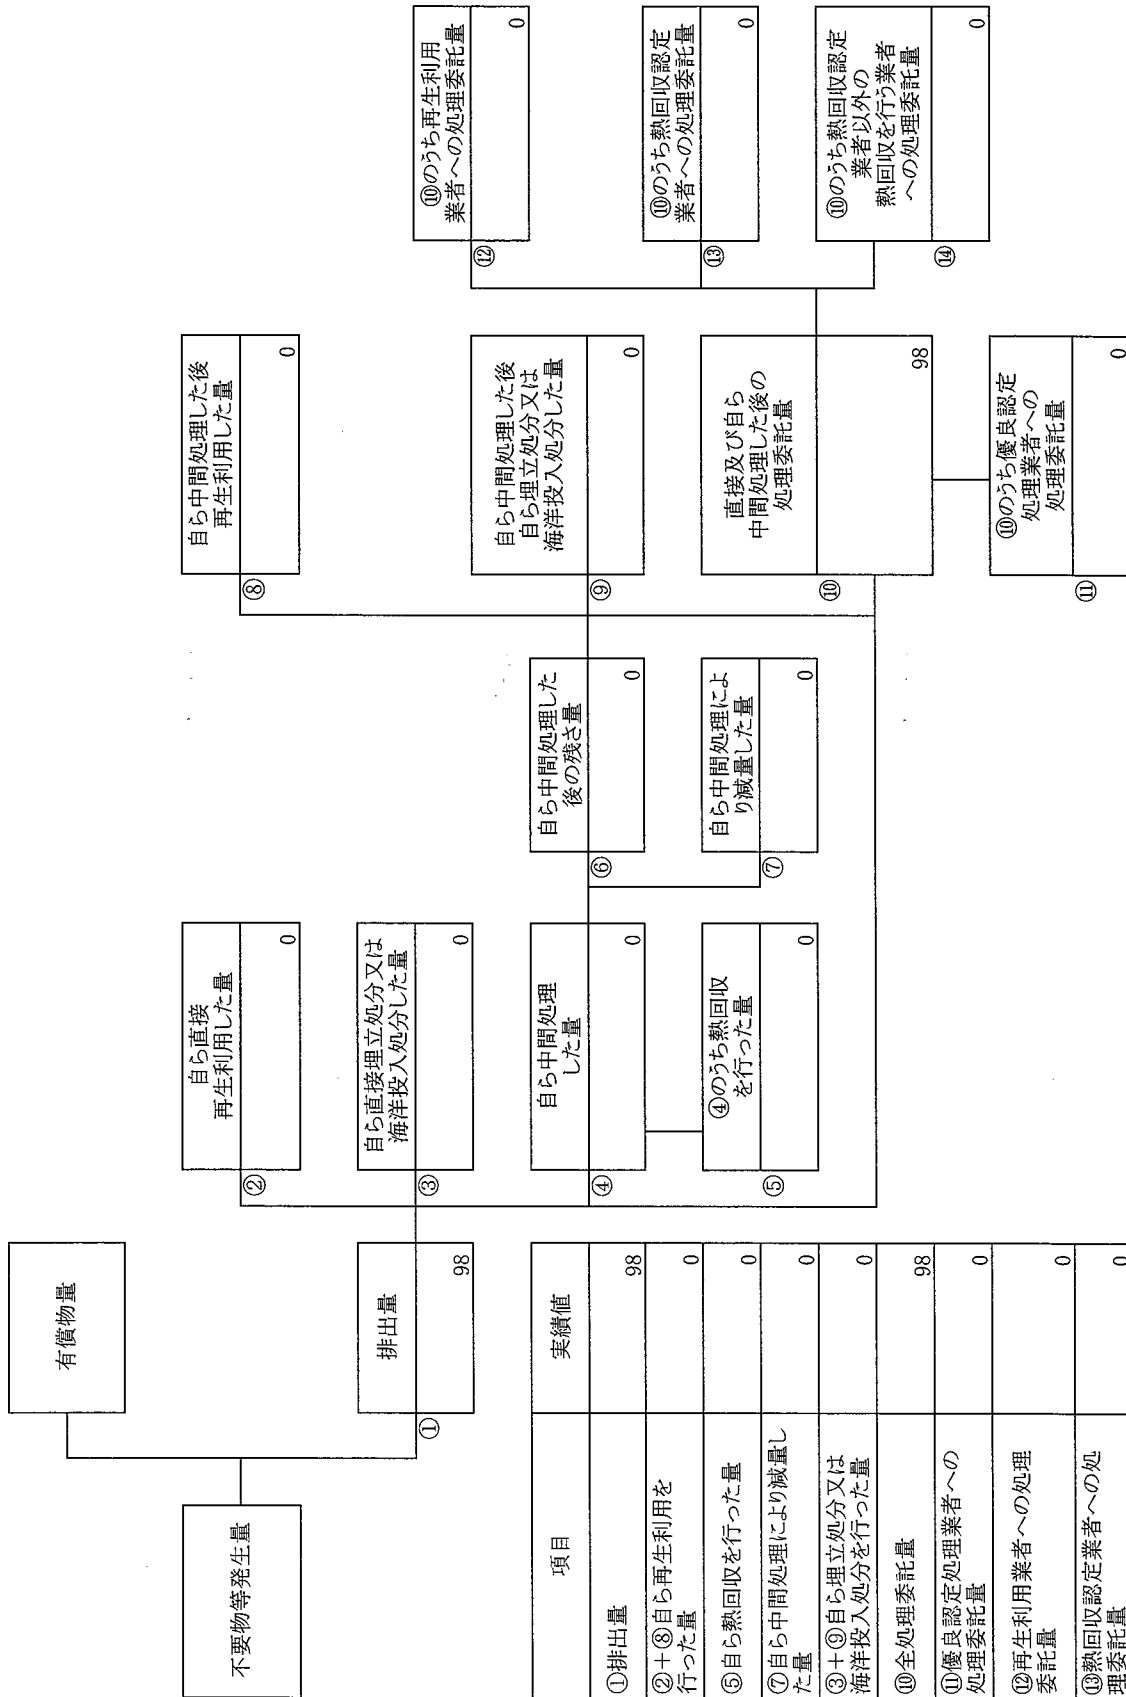 不要物等発生量
有償物量
排出量
①
98
自ら直接
再生利用した量
②
0
自ら直接埋立処分又は
海洋投入処分した量
③
0
自ら中間処理
した量
④
0
④のうち熱回収
を行った量
⑤
0
自ら中間処理した
後の残さ量
⑥
0
自ら中間処理によ
り減量した量
⑦
0
自ら中間処理した後
再生利用した量
⑧
0
自ら中間処理した後
自ら埋立処分又は
海洋投入処分した量
⑨
0
直接及び自ら
中間処理した後の
処理委託量
⑩
98
⑩のうち優良認定
処理業者への
処理委託量
⑪
0
⑩のうち再生利用
業者への処理委託量
⑫
0
⑩のうち熱回収認定
業者への処理委託量
⑬
0
⑩のうち熱回収認定
業者以外の
熱回収を行う業者
への処理委託量
⑭
0
項目 実績値
①排出量 98
②+⑧自ら再生利用を
行った量 0
⑤自ら熱回収を行った量 0
⑦自ら中間処理により減量し
た量 0
③+⑨自ら埋立処分又は
海洋投入処分を行った量 0
⑩全処理委託量 98
⑪優良認定処理業者への
処理委託量 0
⑫再生利用業者への処理
委託量 0
⑬熱回収認定業者への処
理委託量 0